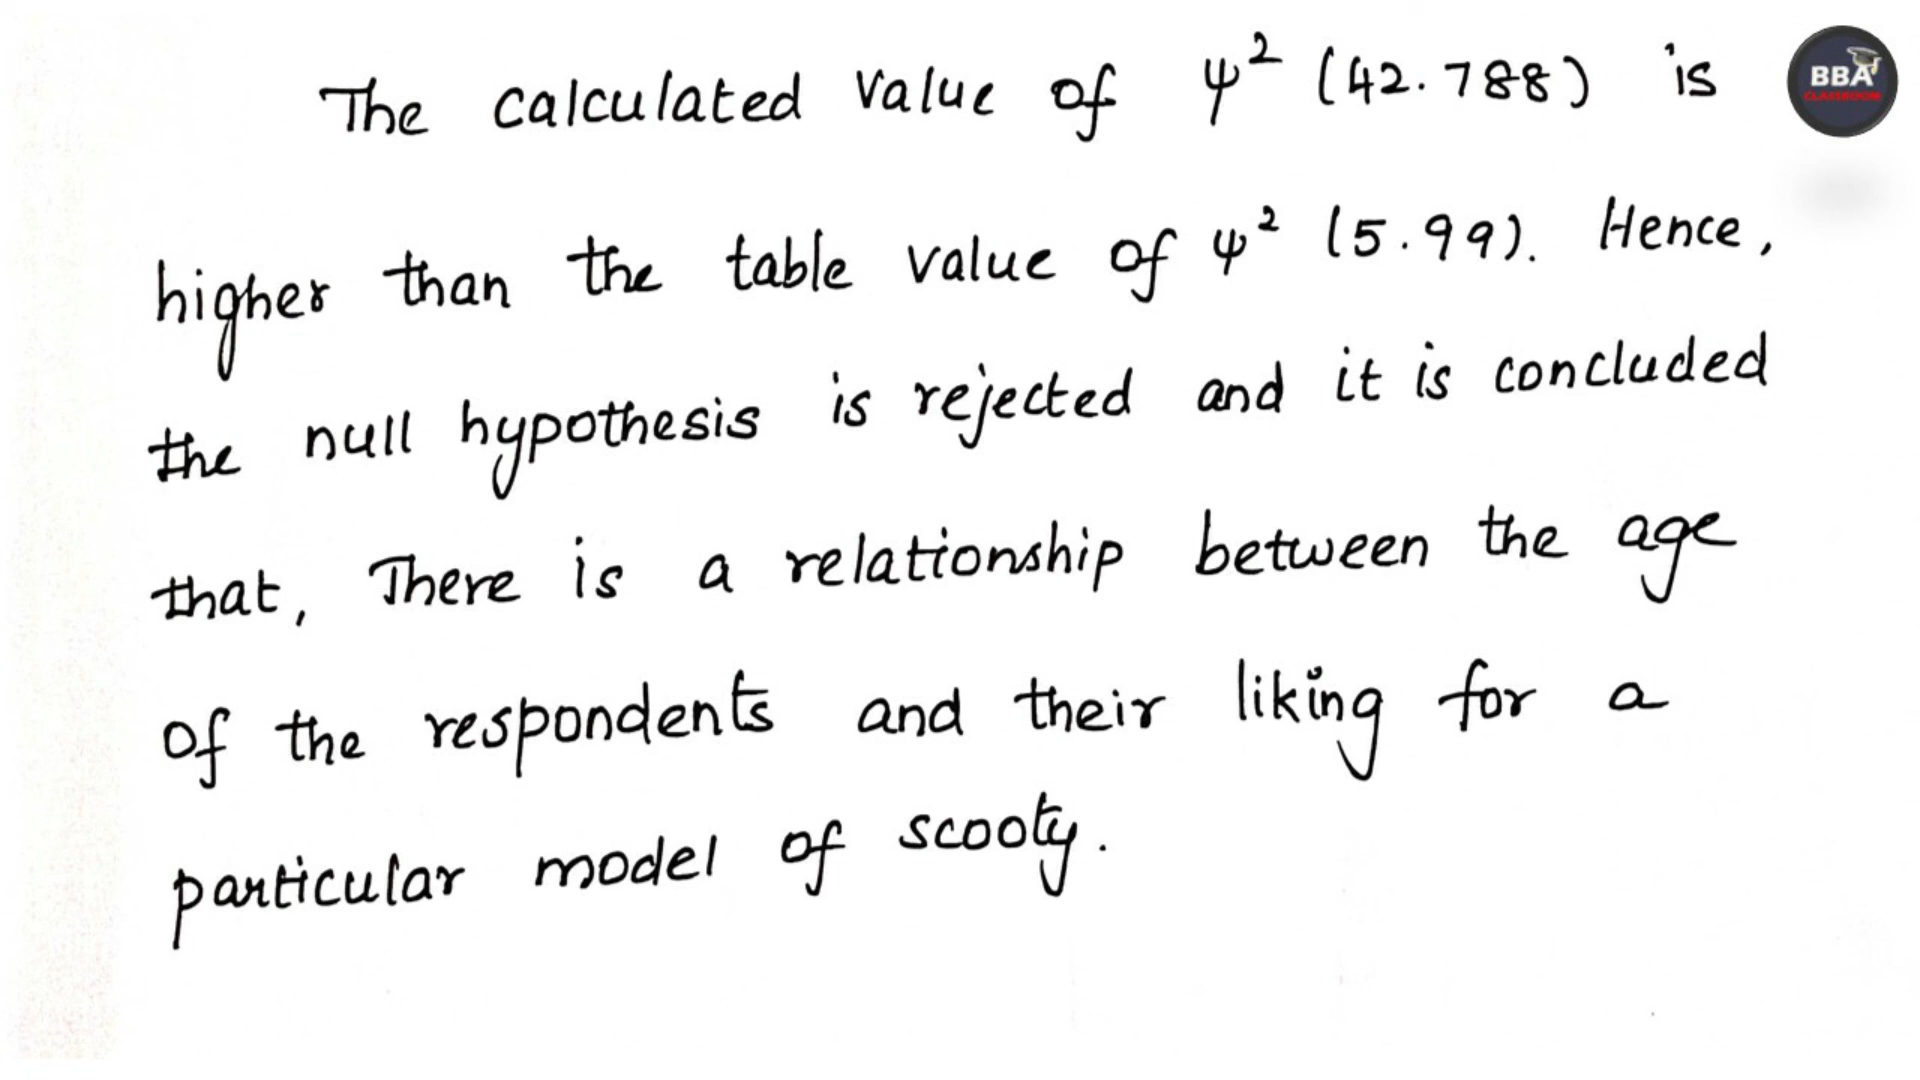 The calculated value of ψ² (42.788) is
BBA
CLASSROOM
higher than the table value of ψ² (5.99). Hence,
the null hypothesis is rejected and it is concluded
that, There is a relationship between the age
of the respondents and their liking for a
particular model of scooty.